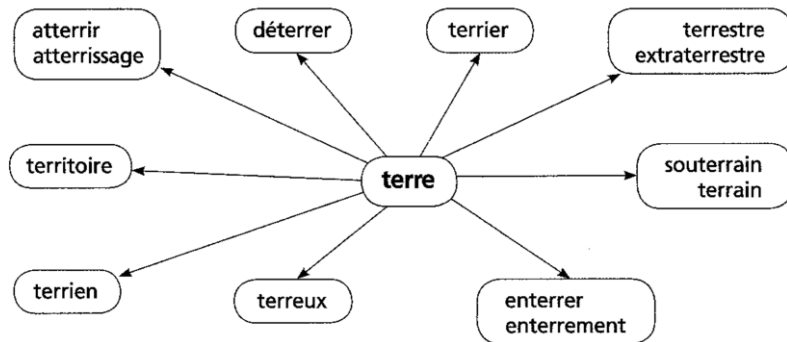 atterrir
atterrissage
déterrer
terrier
terrestre
extraterrestre
territoire
terre
souterrain
terrain
terrien
terreux
enterrer
enterrement